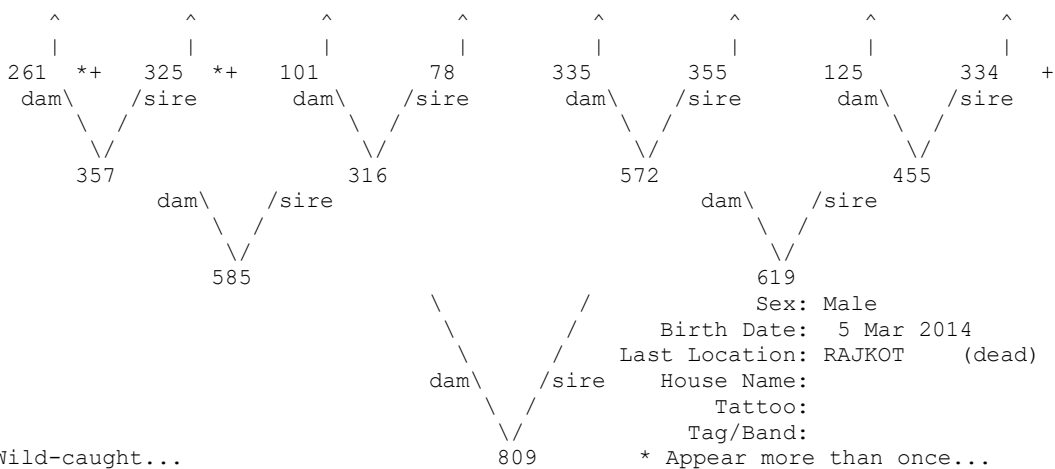 ^ ^ ^ ^ ^ ^ ^ ^
| | | | | | | |
261 *+ 325 *+ 101 78 335 355 125 334 +
dam\ /sire dam\ /sire dam\ /sire dam\ /sire
\ / \ / \ / \ /
\/ \/ \/ \/
357 316 572 455
dam\ /sire dam\ /sire
\ / \ /
\/ \/
585 619
\ / Sex: Male
\ / Birth Date: 5 Mar 2014
\ / Last Location: RAJKOT (dead)
dam\ /sire House Name:
\ / Tattoo:
\/ Tag/Band:
Wild-caught... 809 * Appear more than once...